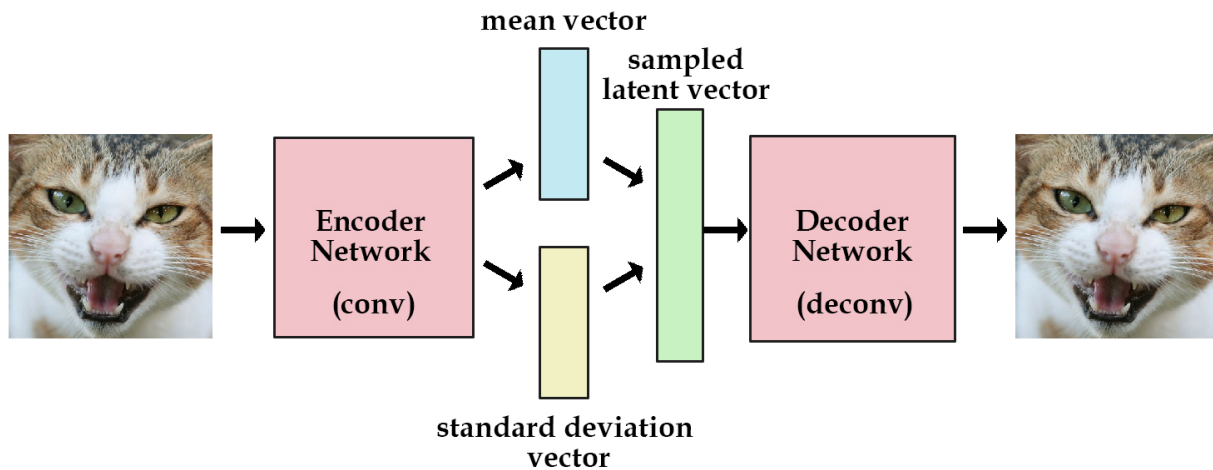 mean vector
sampled
latent vector
Encoder
Network
(conv)
Decoder
Network
(deconv)
standard deviation
vector